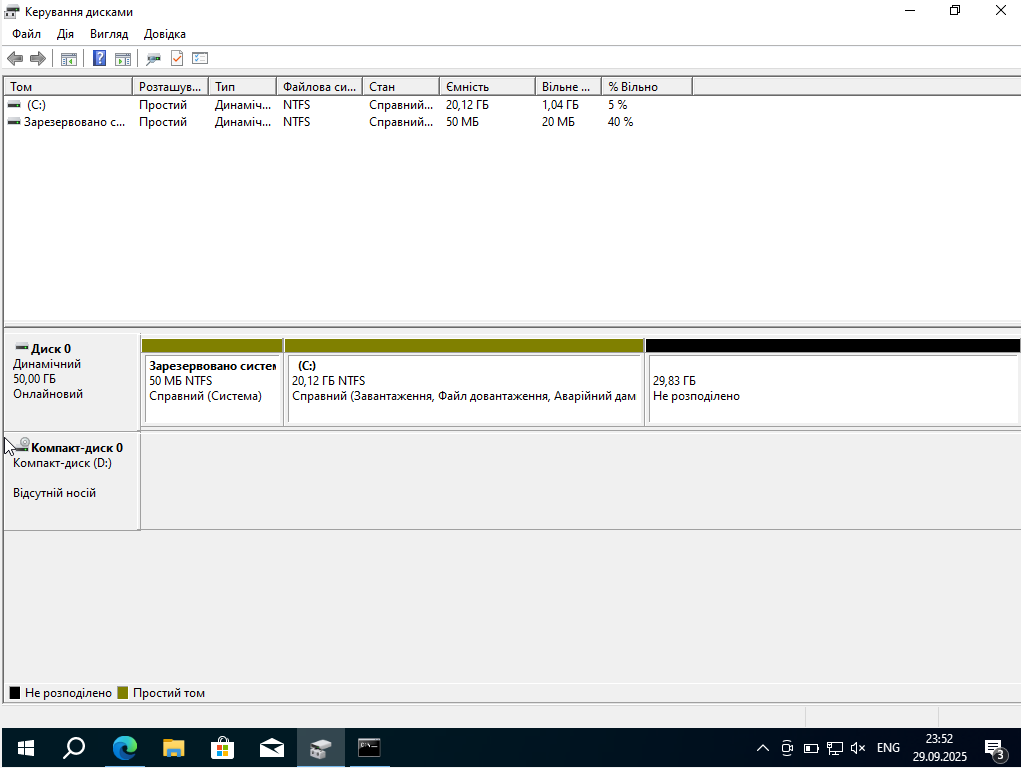 Керування дисками
Файл Дія Вигляд Довідка
Том Розташув... Тип Файлова си... Стан Ємність Вільне ... % Вільно
(C:) Простий Динаміч... NTFS Справний... 20,12 ГБ 1,04 ГБ 5 %
Зарезервовано с... Простий Динаміч... NTFS Справний... 50 МБ 20 МБ 40 %
Диск 0
Динамічний
50,00 ГБ
Онлайновий
Зарезервовано систем
50 МБ NTFS
Справний (Система)
(C:)
20,12 ГБ NTFS
Справний (Завантаження, Файл довантаження, Аварійний дам
29,83 ГБ
Не розподілено
Компакт-диск 0
Компакт-диск (D:)
Відсутній носій
Не розподілено Простий том
ENG
23:52
29.09.2025
3